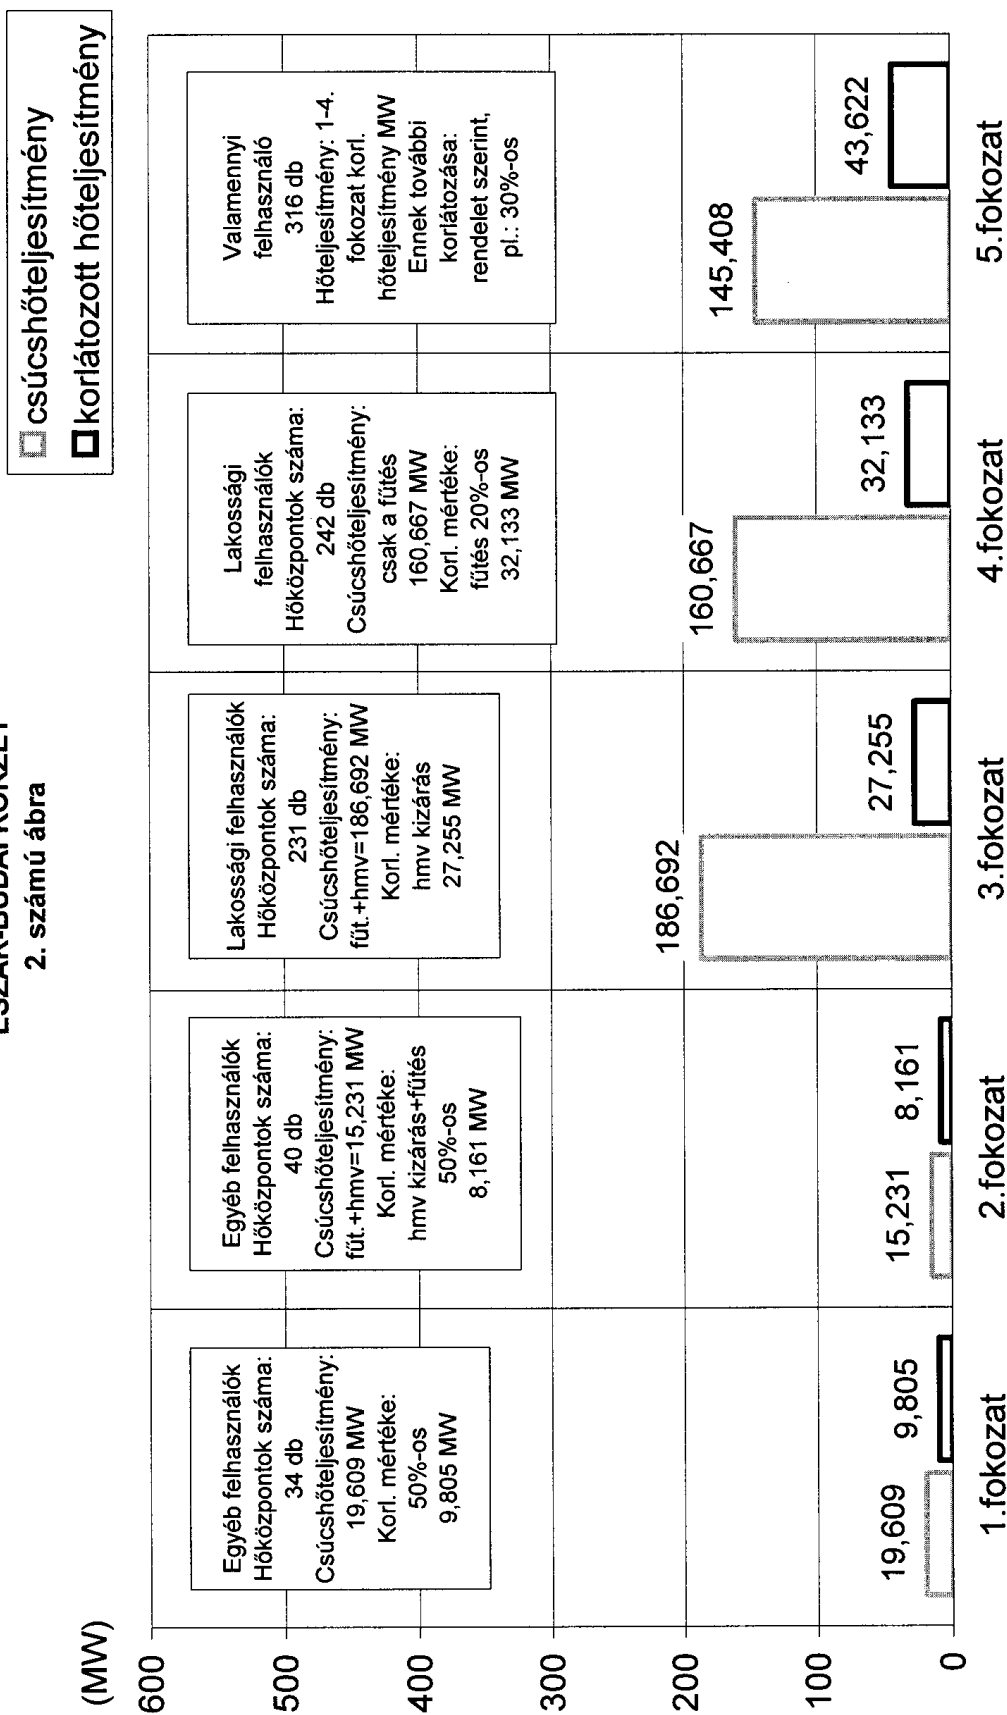 ÉSZAK-BUDAI KÖRZET
2. számú ábra
csúcshőteljesítmény
korlátozott hőteljesítmény
(MW)
600
500
400
300
200
100
0
Egyéb felhasználók
Hőközpontok száma:
34 db
Csúcshőteljesítmény:
19,609 MW
Korl. mértéke:
50%-os
9,805 MW
Egyéb felhasználók
Hőközpontok száma:
40 db
Csúcshőteljesítmény:
fűt.+hmv=15,231 MW
Korl. mértéke:
hmv kizárás+fűtés
50%-os
8,161 MW
Lakossági felhasználók
Hőközpontok száma:
231 db
Csúcshőteljesítmény:
fűt.+hmv=186,692 MW
Korl. mértéke:
hmv kizárás
27,255 MW
Lakossági
felhasználók
Hőközpontok száma:
242 db
Csúcshőteljesítmény:
csak a fűtés
160,667 MW
Korl. mértéke:
fűtés 20%-os
32,133 MW
Valamennyi
felhasználó
316 db
Hőteljesítmény: 1-4.
fokozat korl.
hőteljesítmény MW
Ennek további
korlátozása:
rendelet szerint,
pl.: 30%-os
19,609
9,805
15,231
8,161
186,692
27,255
160,667
32,133
145,408
43,622
1.fokozat
2.fokozat
3.fokozat
4.fokozat
5.fokozat